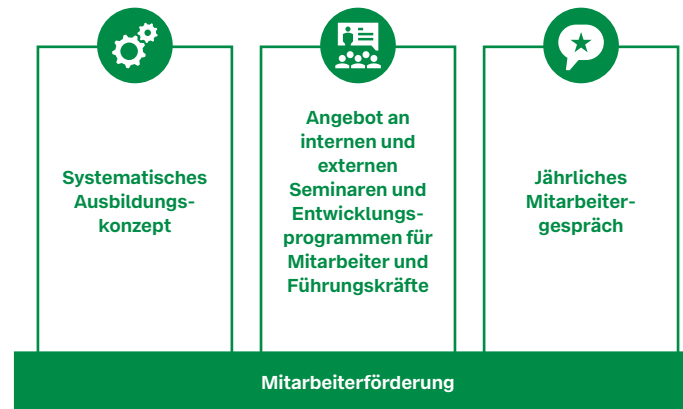 Systematisches
Ausbildungs-
konzept
Angebot an
internen und
externen
Seminaren und
Entwicklungs-
programmen für
Mitarbeiter und
Führungskräfte
Jährliches
Mitarbeiter-
gespräch
Mitarbeiterförderung